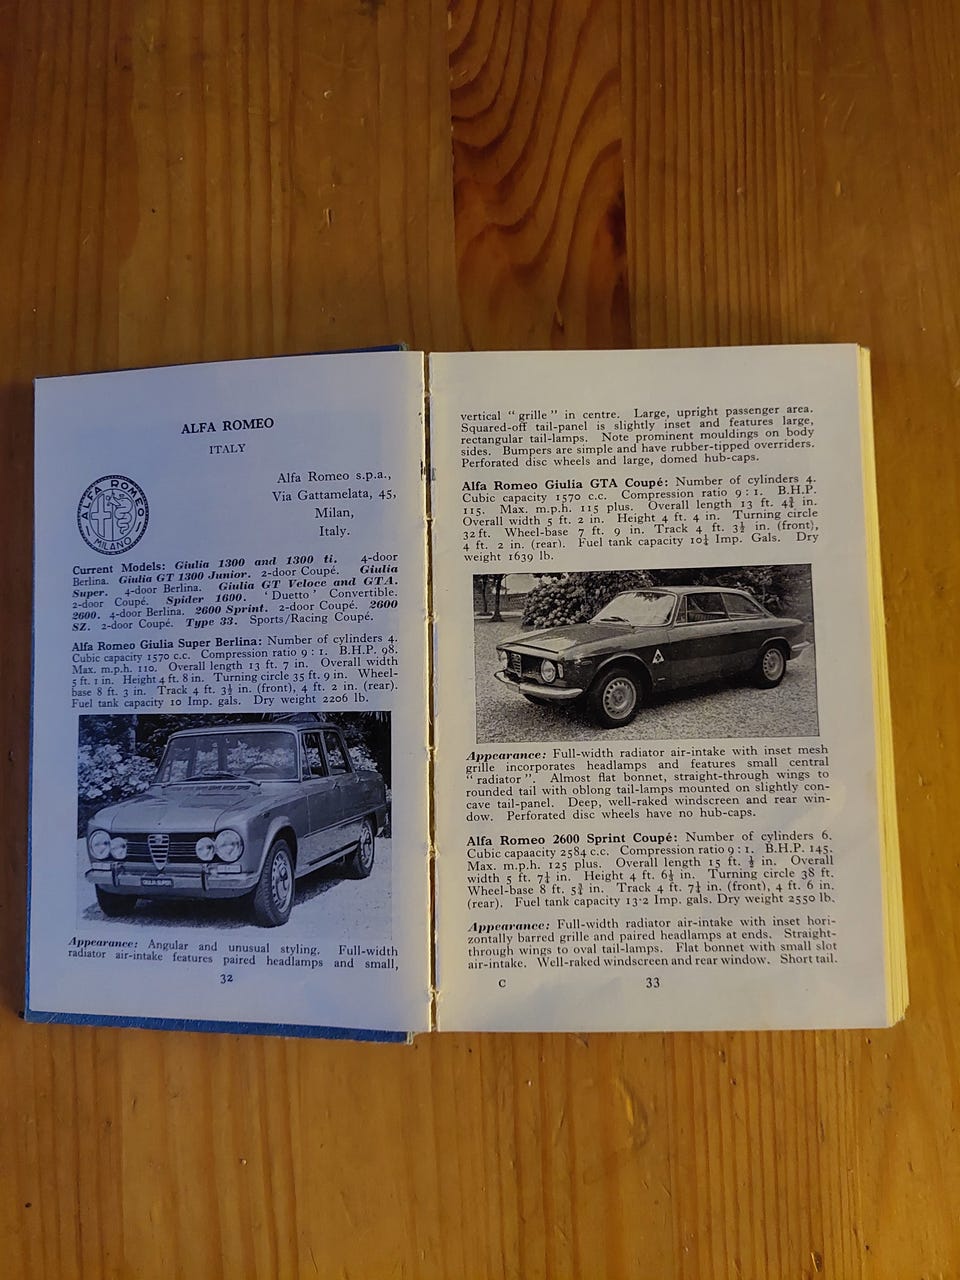 ALFA ROMEO
ITALY
ALFA ROMEO
MILANO
Alfa Romeo s.p.a.,
Via Gattamelata, 45,
Milan,
Italy.
Current Models: Giulia 1300 and 1300 ti. 4-door
Berlina. Giulia GT 1300 Junior. 2-door Coupé. Giulia
Super. 4-door Berlina. Giulia GT Veloce and GTA.
2-door Coupé. Spider 1600. ‘Duetto’ Convertible.
2600. 4-door Berlina. 2600 Sprint. 2-door Coupé. 2600
SZ. 2-door Coupé. Type 33. Sports/Racing Coupé.
Alfa Romeo Giulia Super Berlina: Number of cylinders 4.
Cubic capacity 1570 c.c. Compression ratio 9 : 1. B.H.P. 98.
Max. m.p.h. 110. Overall length 13 ft. 7 in. Overall width
5 ft. 1 in. Height 4 ft. 8 in. Turning circle 35 ft. 9 in. Wheel-
base 8 ft. 3 in. Track 4 ft. 3½ in. (front), 4 ft. 2 in. (rear).
Fuel tank capacity 10 Imp. gals. Dry weight 2206 lb.
GIULIA SUPER
Appearance: Angular and unusual styling. Full-width
radiator air-intake features paired headlamps and small,
32
vertical “grille” in centre. Large, upright passenger area.
Squared-off tail-panel is slightly inset and features large,
rectangular tail-lamps. Note prominent mouldings on body
sides. Bumpers are simple and have rubber-tipped overriders.
Perforated disc wheels and large, domed hub-caps.
Alfa Romeo Giulia GTA Coupé: Number of cylinders 4.
Cubic capacity 1570 c.c. Compression ratio 9 : 1. B.H.P.
115. Max. m.p.h. 115 plus. Overall length 13 ft. 4¾ in.
Overall width 5 ft. 2 in. Height 4 ft. 4 in. Turning circle
32 ft. Wheel-base 7 ft. 9 in. Track 4 ft. 3½ in. (front),
4 ft. 2 in. (rear). Fuel tank capacity 10¼ Imp. Gals. Dry
weight 1639 lb.
Appearance: Full-width radiator air-intake with inset mesh
grille incorporates headlamps and features small central
“radiator”. Almost flat bonnet, straight-through wings to
rounded tail with oblong tail-lamps mounted on slightly con-
cave tail-panel. Deep, well-raked windscreen and rear win-
dow. Perforated disc wheels have no hub-caps.
Alfa Romeo 2600 Sprint Coupé: Number of cylinders 6.
Cubic capaacity 2584 c.c. Compression ratio 9 : 1. B.H.P. 145.
Max. m.p.h. 125 plus. Overall length 15 ft. ½ in. Overall
width 5 ft. 7¼ in. Height 4 ft. 6½ in. Turning circle 38 ft.
Wheel-base 8 ft. 5¾ in. Track 4 ft. 7¼ in. (front), 4 ft. 6 in.
(rear). Fuel tank capacity 13·2 Imp. gals. Dry weight 2550 lb.
Appearance: Full-width radiator air-intake with inset hori-
zontally barred grille and paired headlamps at ends. Straight-
through wings to oval tail-lamps. Flat bonnet with small slot
air-intake. Well-raked windscreen and rear window. Short tail.
C
33